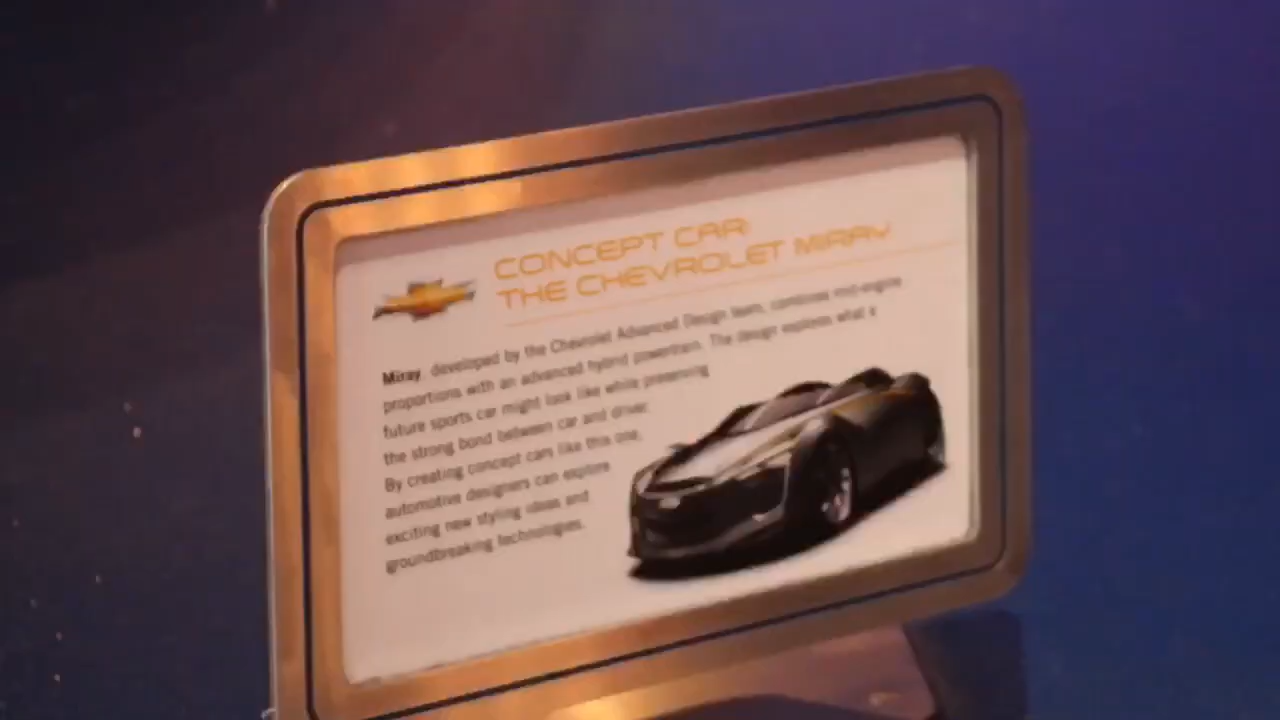 CONCEPT CAR:
THE CHEVROLET MIRAY
Miray, developed by the Chevrolet Advanced Design team, combines mid-engine
proportions with an advanced hybrid powertrain. The design explores what a
future sports car might look like while preserving
the strong bond between car and driver.
By creating concept cars like this one,
automotive designers can explore
exciting new styling ideas and
groundbreaking technologies.